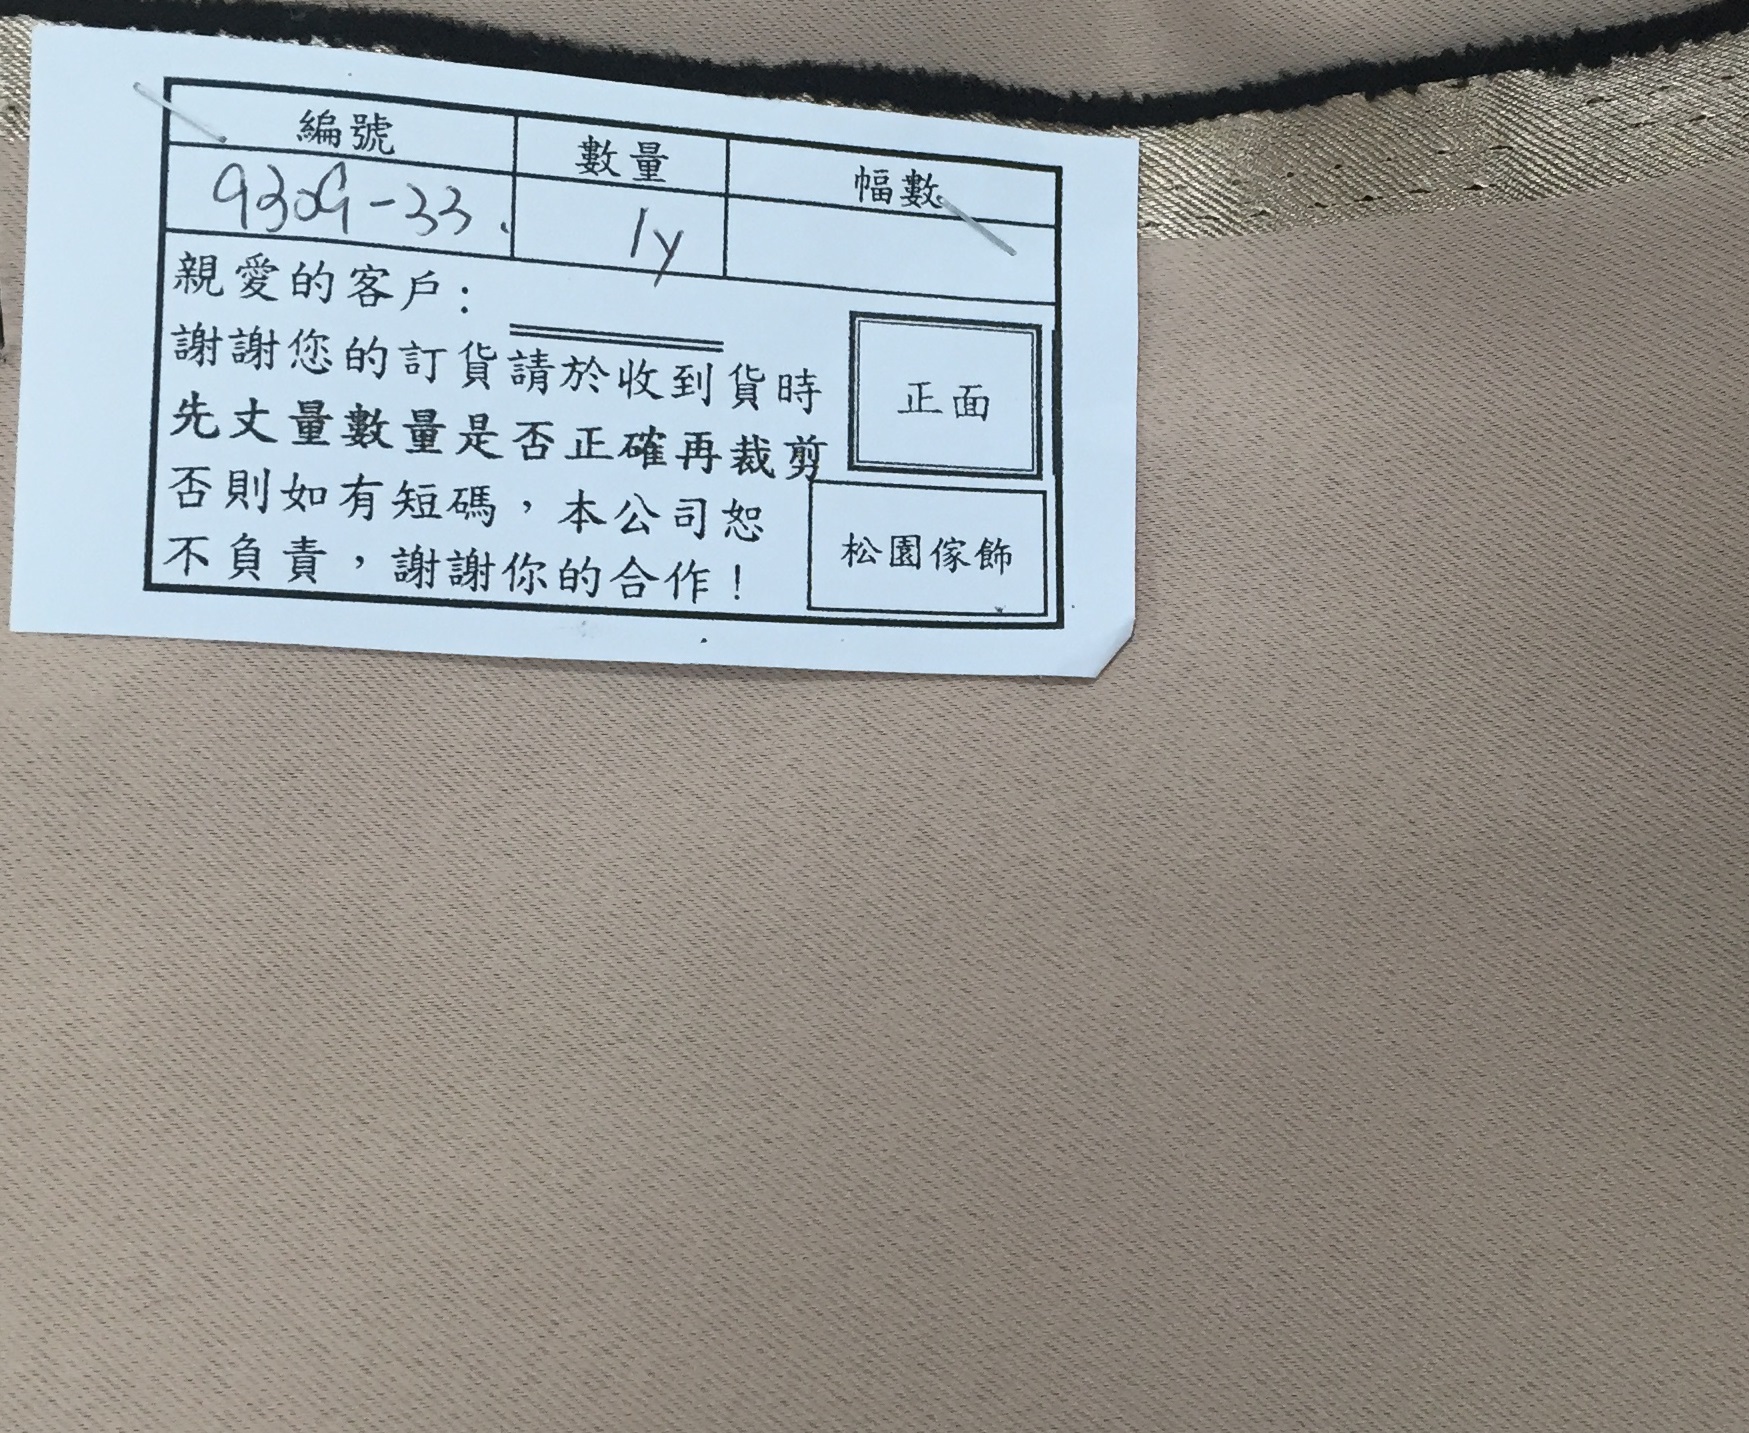 編號 數量 幅數
9309-33. 1y
親愛的客戶:
謝謝您的訂貨請於收到貨時
先丈量數量是否正確再裁剪
否則如有短碼，本公司恕
不負責，謝謝你的合作!
正面
松園傢飾